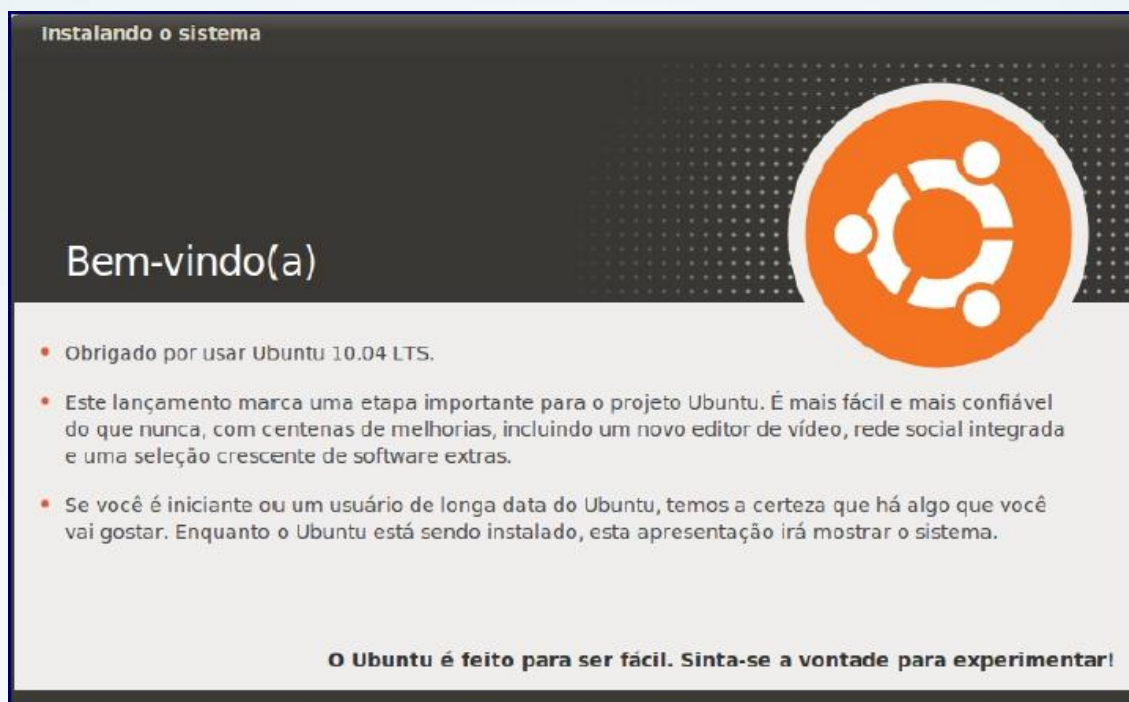 Instalando o sistema
Bem-vindo(a)
• Obrigado por usar Ubuntu 10.04 LTS.
• Este lançamento marca uma etapa importante para o projeto Ubuntu. É mais fácil e mais confiável
do que nunca, com centenas de melhorias, incluindo um novo editor de vídeo, rede social integrada
e uma seleção crescente de software extras.
• Se você é iniciante ou um usuário de longa data do Ubuntu, temos a certeza que há algo que você
vai gostar. Enquanto o Ubuntu está sendo instalado, esta apresentação irá mostrar o sistema.
O Ubuntu é feito para ser fácil. Sinta-se a vontade para experimentar!